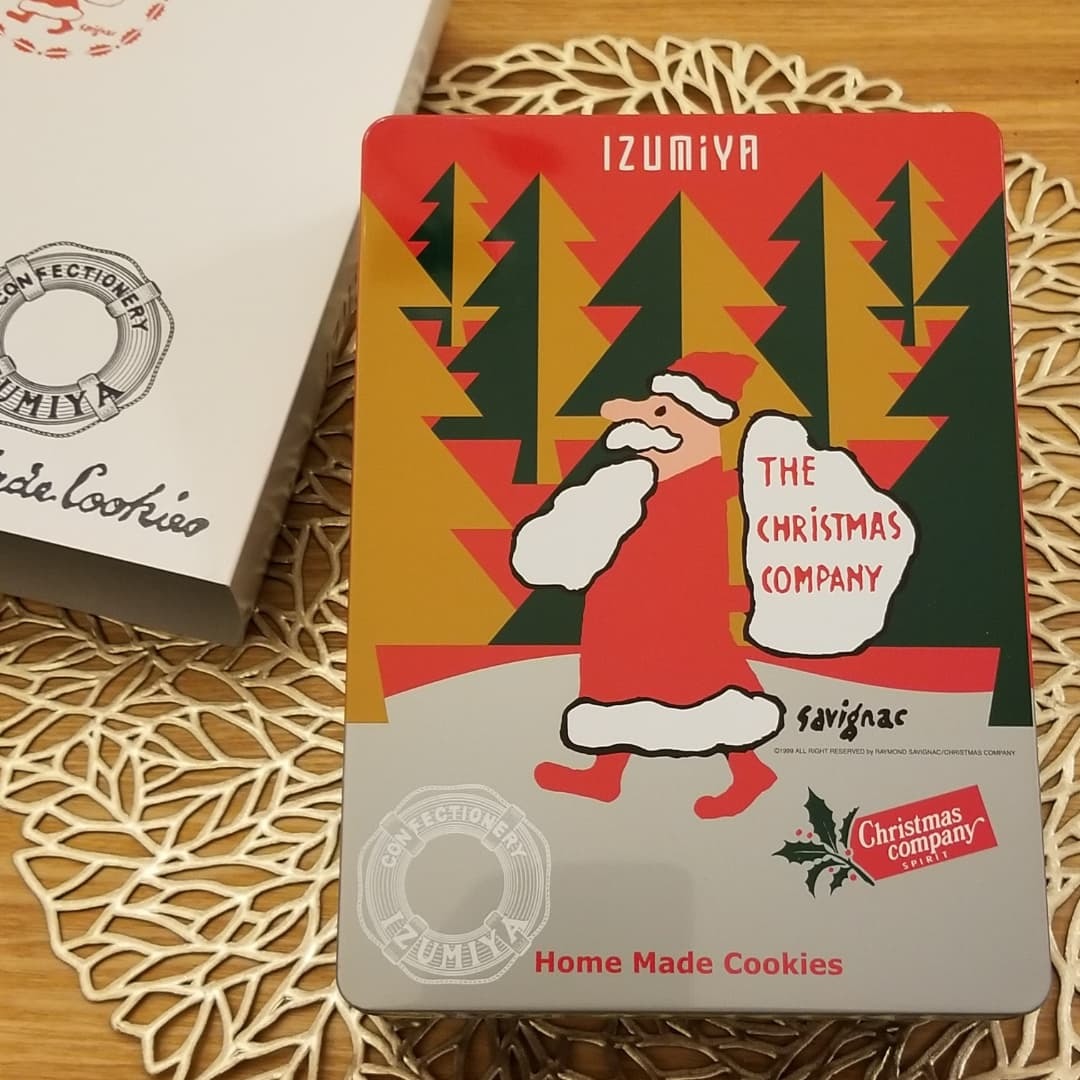 IZUMiYA
THE
CHRiSTMAS
COMPANY
savignac
©1999 ALL RIGHT RESERVED by RAYMOND SAVIGNAC/CHRISTMAS COMPANY
Christmas
company
SPIRIT
CONFECTIONERY
IZUMIYA
Home Made Cookies
CONFECTIONERY
UMIYA
de Cookies